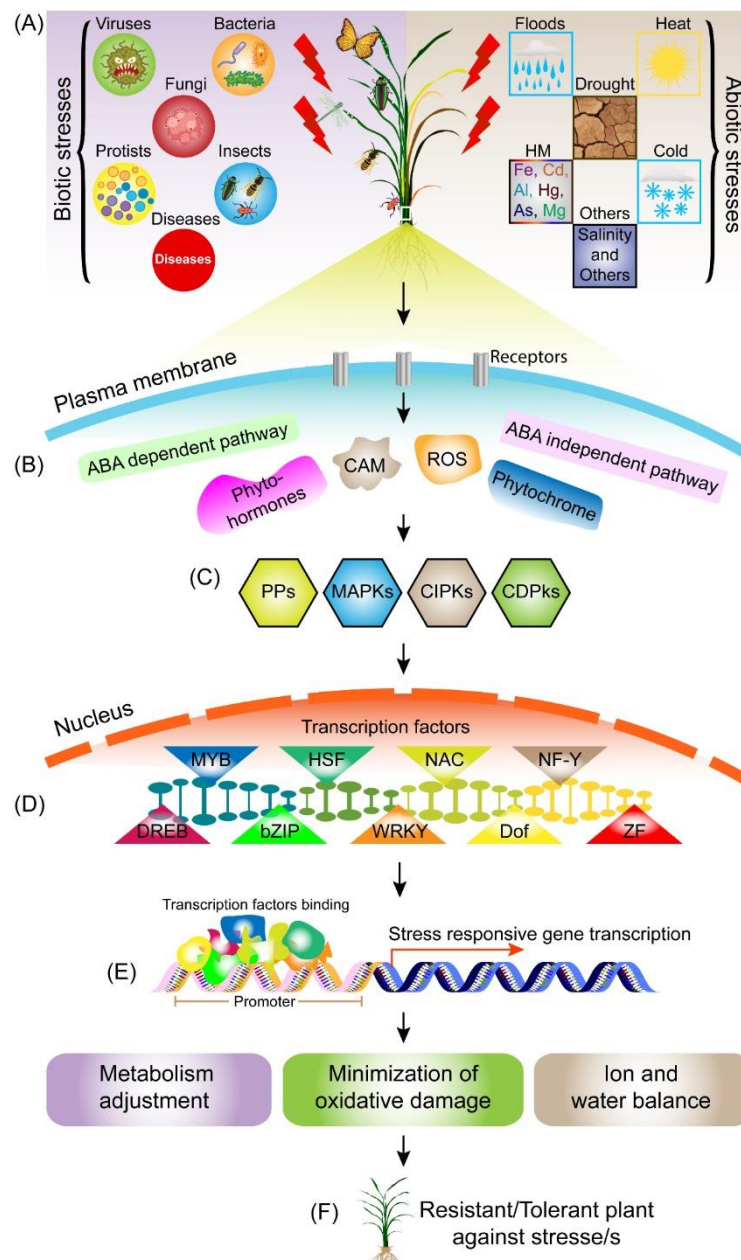 (A)
Viruses
Bacteria
Fungi
Protists
Insects
Diseases
Diseases
Biotic stresses
Floods
Heat
Drought
HM
Fe, Cd,
Al, Hg,
As, Mg
Cold
Others
Salinity
and
Others
Abiotic stresses
Plasma membrane
Receptors
(B)
ABA dependent pathway
Phyto-
hormones
CAM
ROS
Phytochrome
ABA independent pathway
(C)
PPs
MAPKs
CIPKs
CDPks
Nucleus
Transcription factors
MYB
HSF
NAC
NF-Y
(D)
DREB
bZIP
WRKY
Dof
ZF
Transcription factors binding
Stress responsive gene transcription
(E)
Promoter
Metabolism
adjustment
Minimization of
oxidative damage
Ion and
water balance
(F)
Resistant/Tolerant plant
against stresse/s